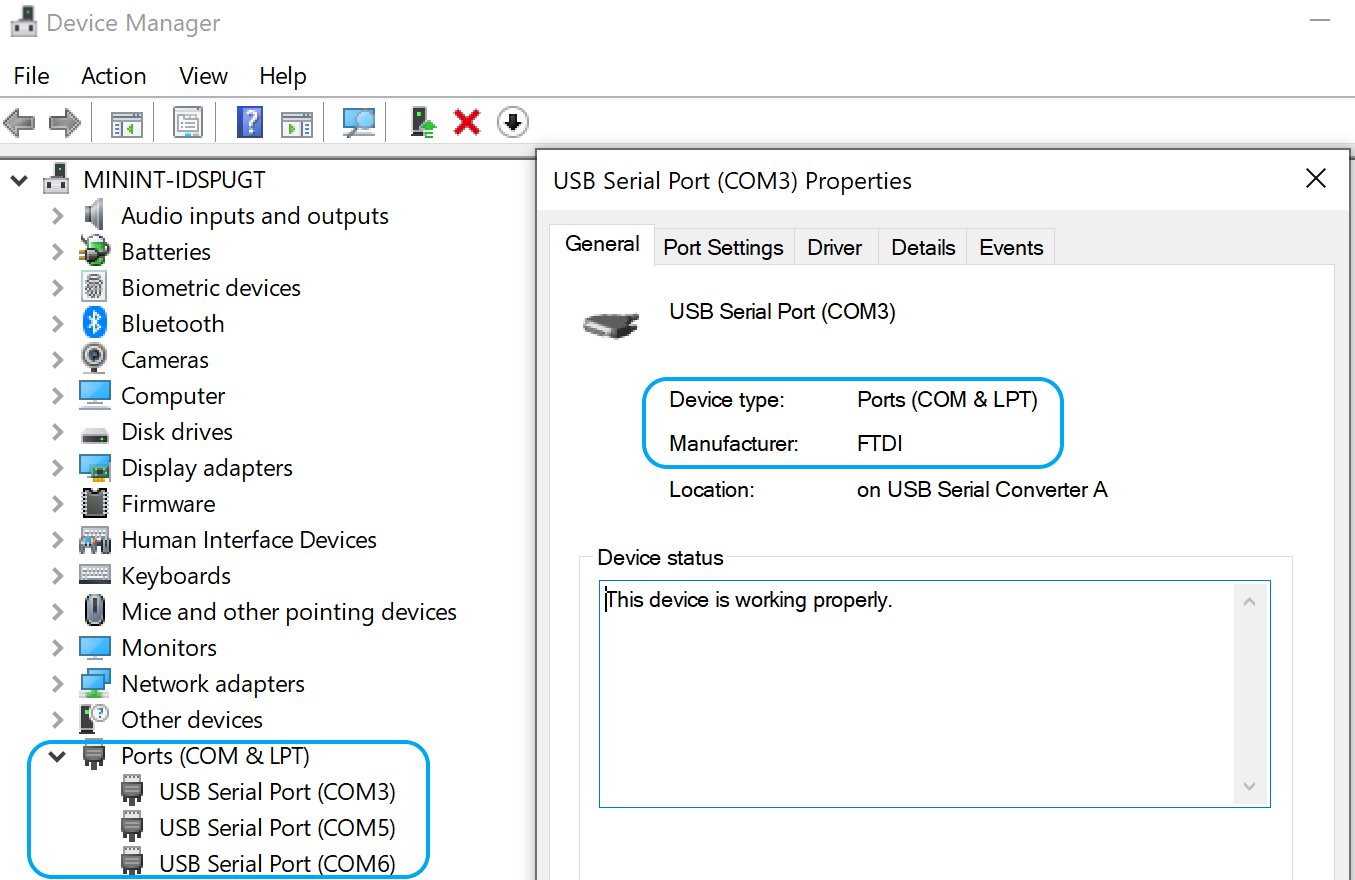 Device Manager
File Action View Help
MININT-IDSPUGT
Audio inputs and outputs
Batteries
Biometric devices
Bluetooth
Cameras
Computer
Disk drives
Display adapters
Firmware
Human Interface Devices
Keyboards
Mice and other pointing devices
Monitors
Network adapters
Other devices
Ports (COM & LPT)
USB Serial Port (COM3)
USB Serial Port (COM5)
USB Serial Port (COM6)
USB Serial Port (COM3) Properties
General Port Settings Driver Details Events
USB Serial Port (COM3)
Device type: Ports (COM & LPT)
Manufacturer: FTDI
Location: on USB Serial Converter A
Device status
This device is working properly.